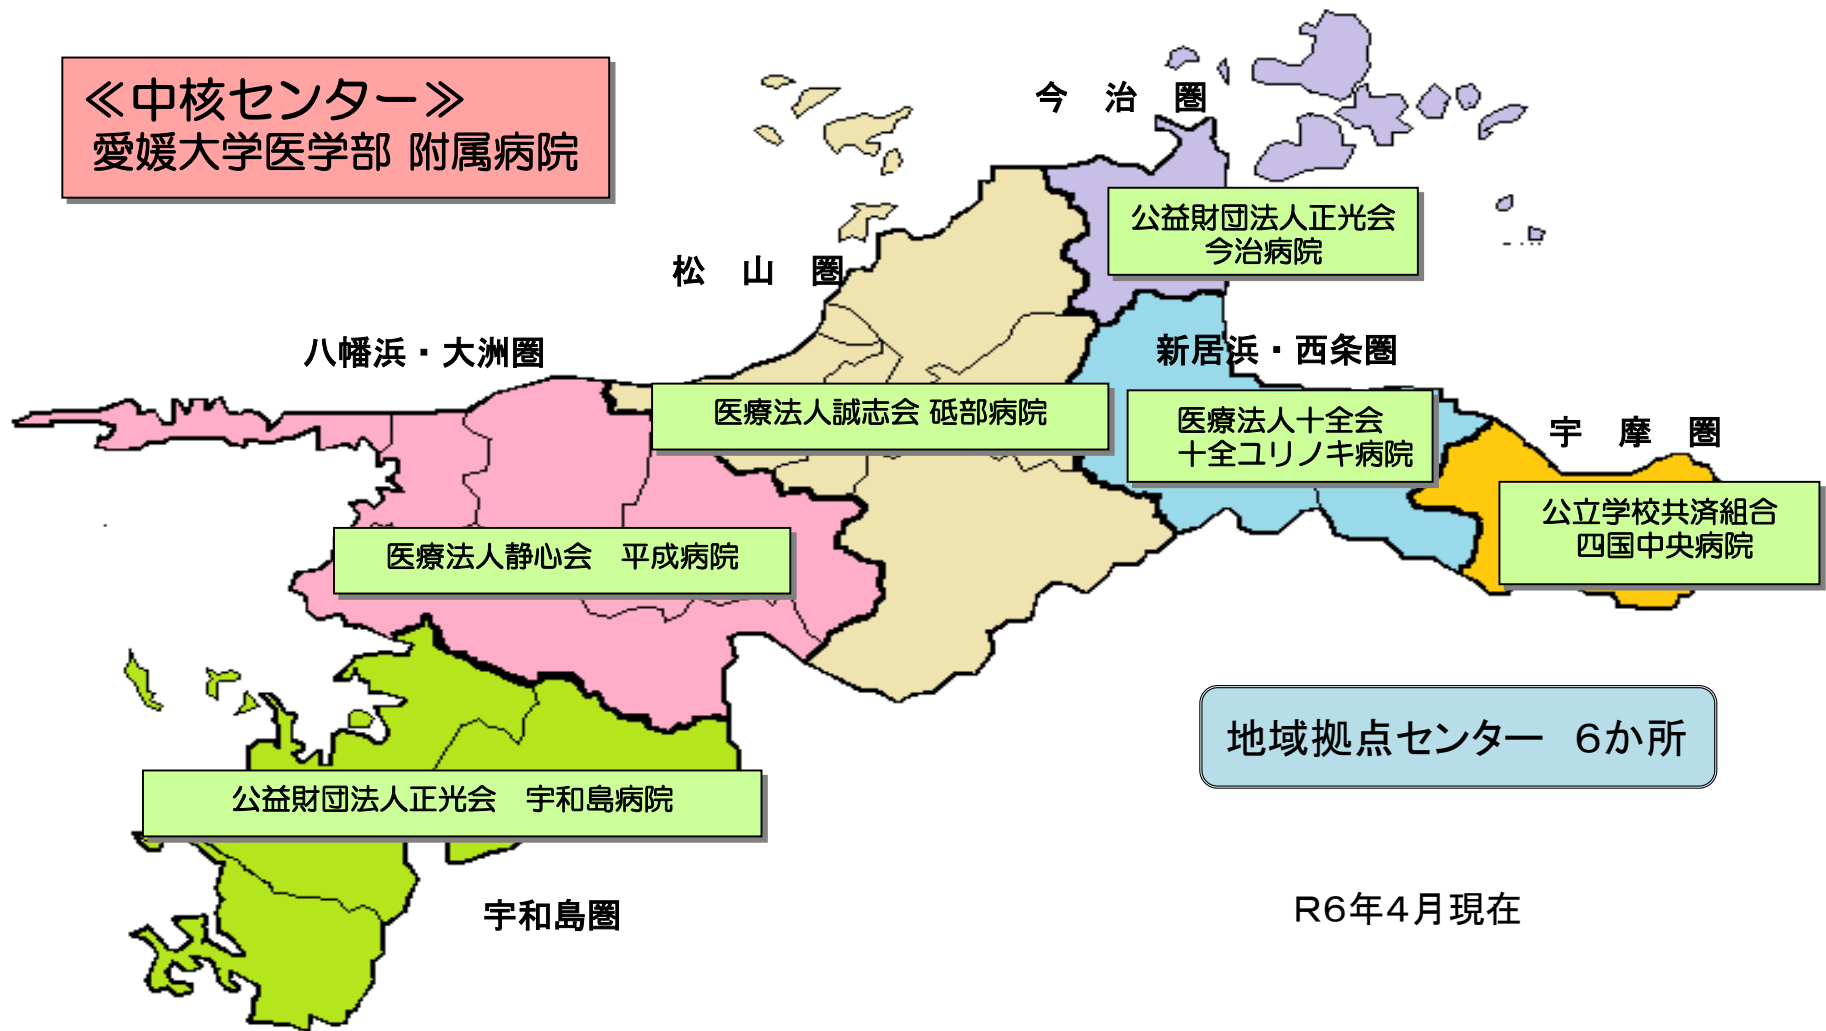 ≪中核センター≫
愛媛大学医学部 附属病院
今　治　圏
公益財団法人正光会
今治病院
松　山　圏
八幡浜・大洲圏
新居浜・西条圏
医療法人誠志会 砥部病院
医療法人十全会
十全ユリノキ病院
宇　摩　圏
公立学校共済組合
四国中央病院
医療法人静心会　平成病院
地域拠点センター　６か所
公益財団法人正光会　宇和島病院
宇和島圏
R６年４月現在